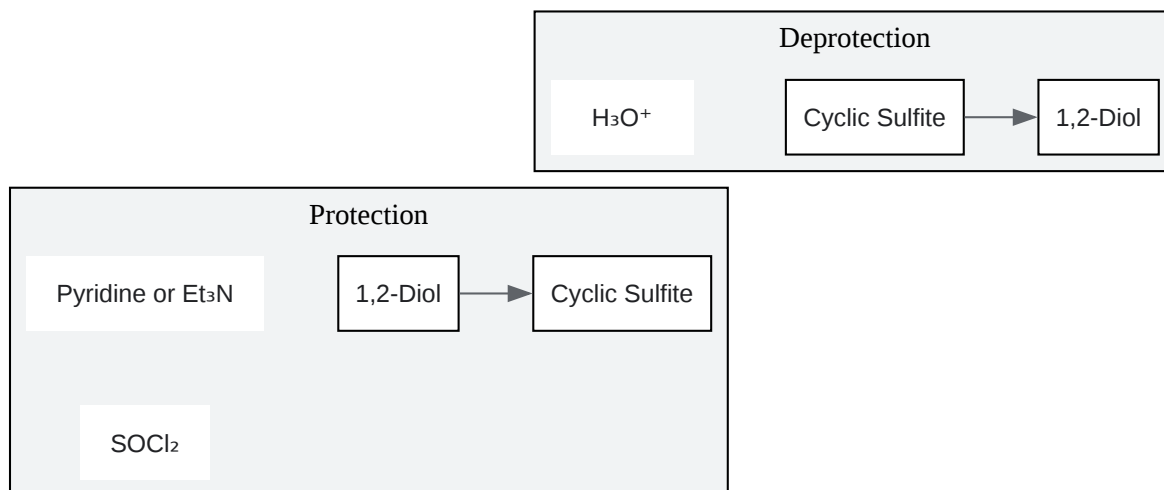 Deprotection
H₃O⁺
Cyclic Sulfite
1,2-Diol
Protection
Pyridine or Et₃N
1,2-Diol
Cyclic Sulfite
SOCl₂